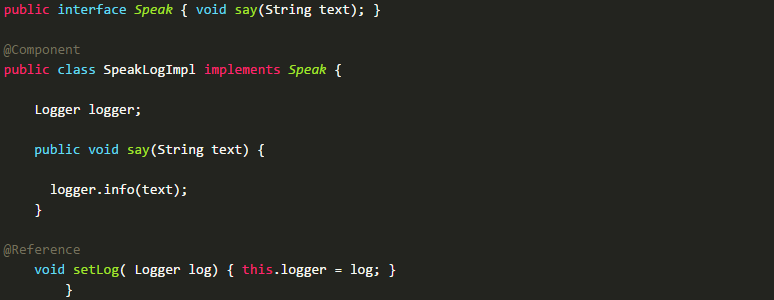 public interface Speak { void say(String text); }
@Component
public class SpeakLogImpl implements Speak {
Logger logger;
public void say(String text) {
logger.info(text);
}
@Reference
void setLog( Logger log) { this.logger = log; }
}